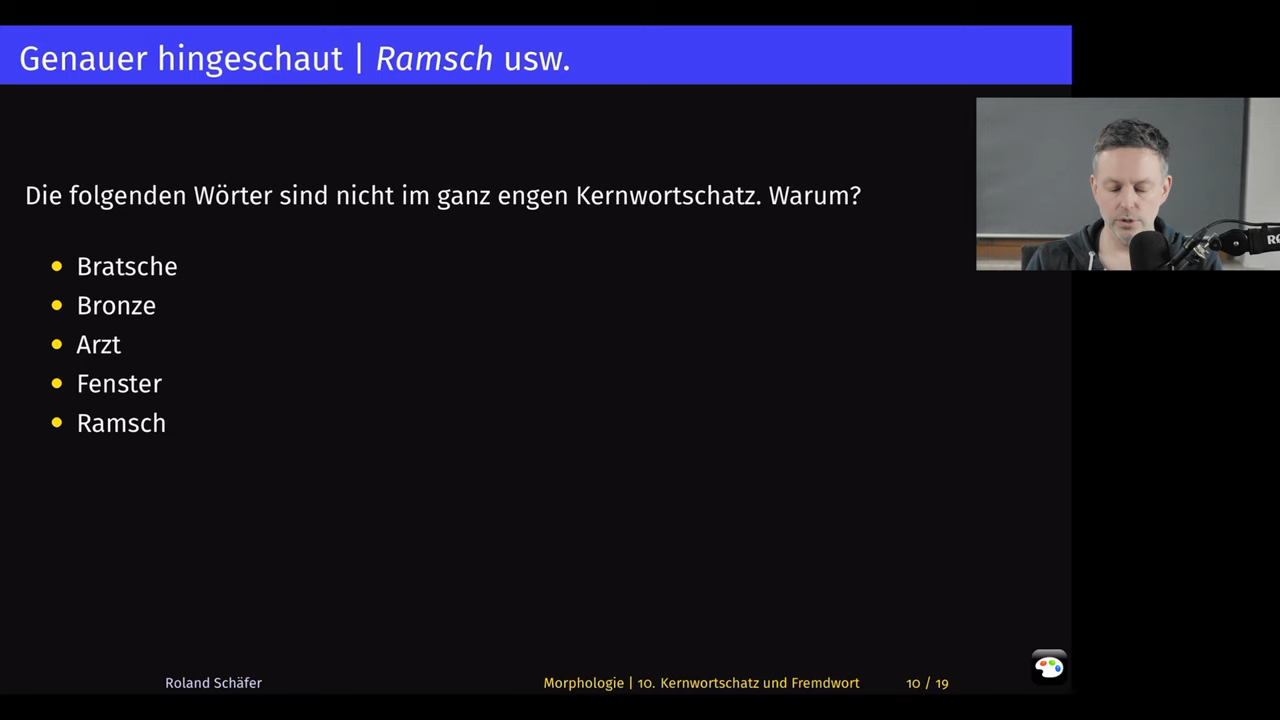 Genauer hingeschaut | Ramsch usw.
Die folgenden Wörter sind nicht im ganz engen Kernwortschatz. Warum?
Bratsche
Bronze
Arzt
Fenster
Ramsch
Roland Schäfer
Morphologie | 10. Kernwortschatz und Fremdwort
10 / 19